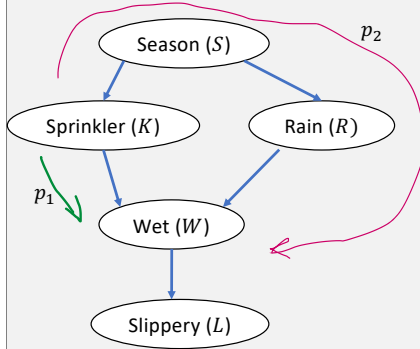 Season (S)
p₂
Sprinkler (K)
Rain (R)
p₁
Wet (W)
Slippery (L)